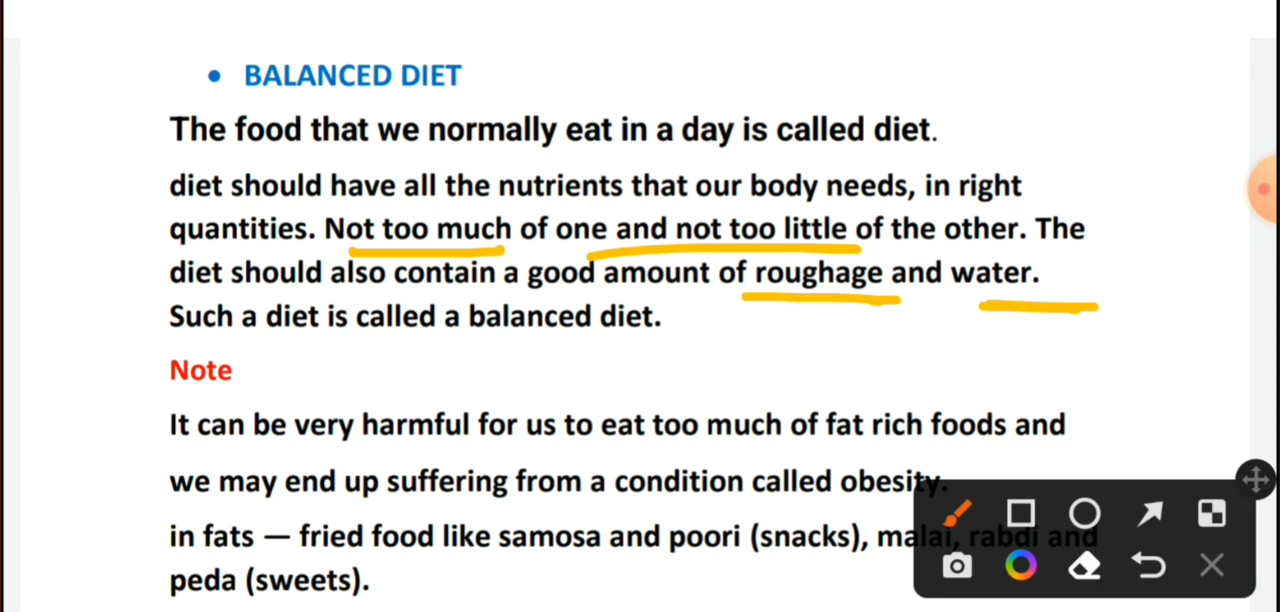 • BALANCED DIET
The food that we normally eat in a day is called diet.
diet should have all the nutrients that our body needs, in right
quantities. Not too much of one and not too little of the other. The
diet should also contain a good amount of roughage and water.
Such a diet is called a balanced diet.
Note
It can be very harmful for us to eat too much of fat rich foods and
we may end up suffering from a condition called obesity.
in fats — fried food like samosa and poori (snacks), malai, rabdi and
peda (sweets).